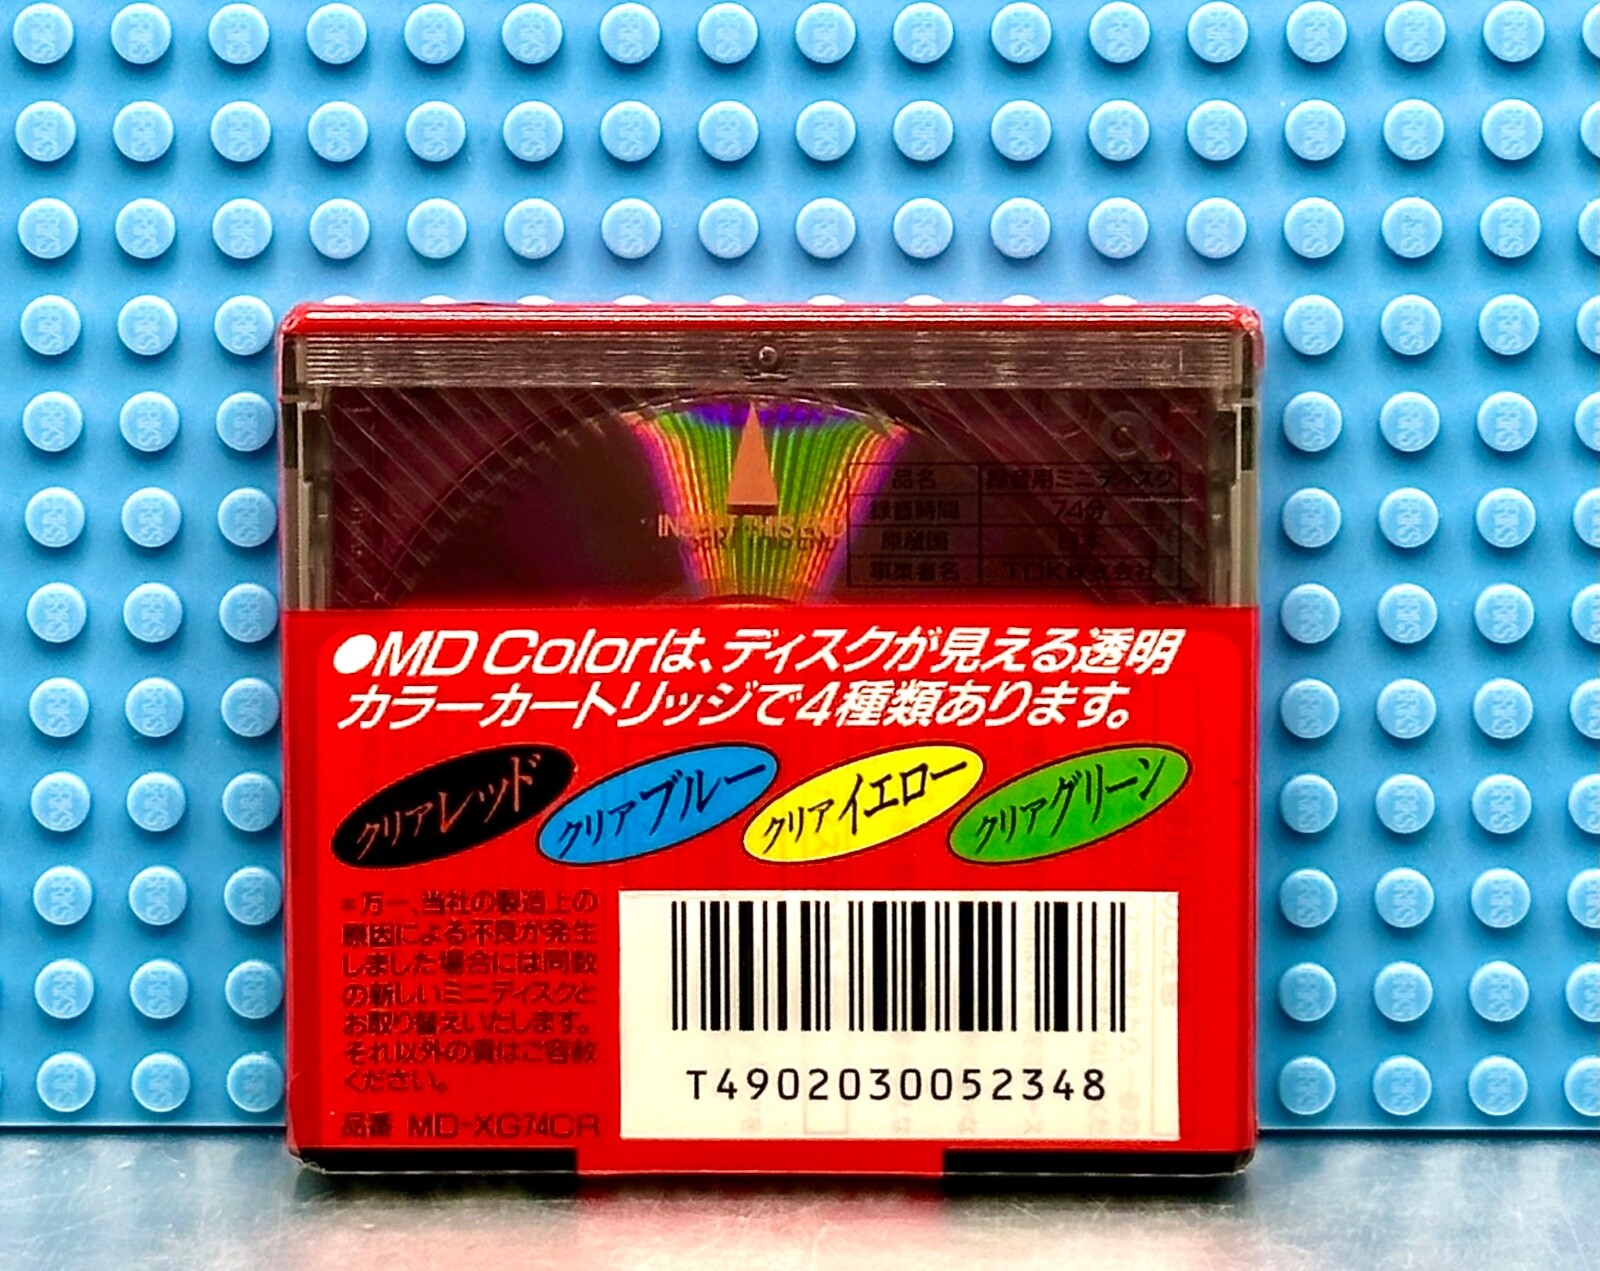 INSERT THIS END
品名 録音用ミニディスク
録音時間 74分
原産国 日本
事業者名 TDK株式会社
●MD Colorは、ディスクが見える透明
カラーカートリッジで4種類あります。
クリアレッド クリアブルー クリアイエロー クリアグリーン
*万一、当社の製造上の
原因による不良が発生
しました場合には同数
の新しいミニディスクと
お取り替えいたします。
それ以外の責はご容赦
ください。
品番 MD-XG74CR
T4902030052348